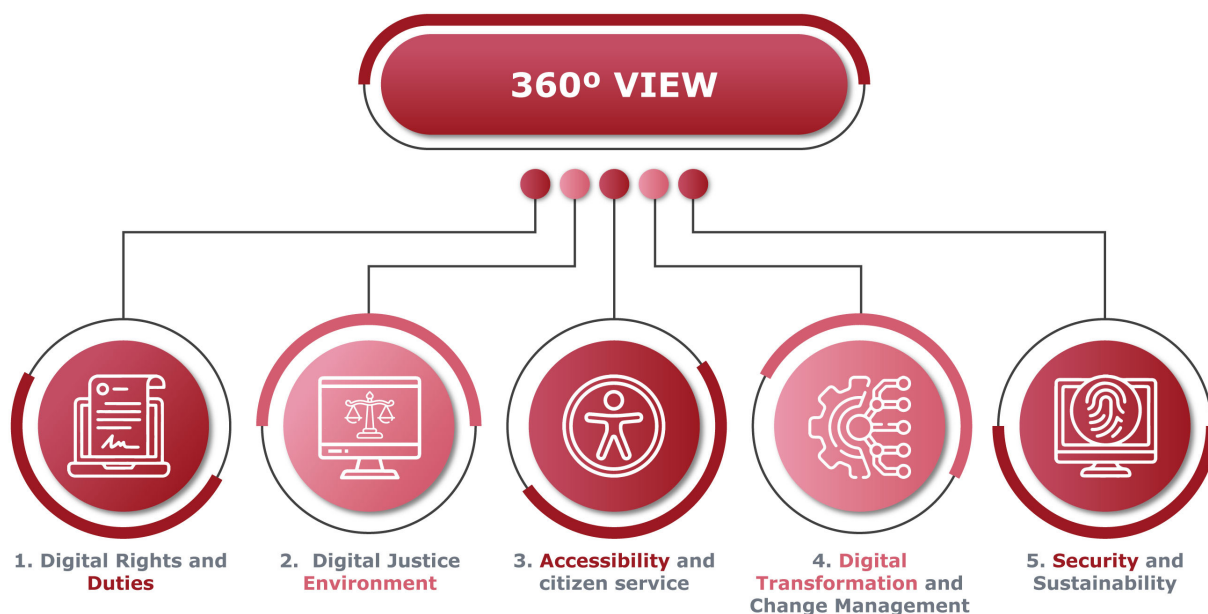 360º VIEW
1. Digital Rights and
Duties
2. Digital Justice
Environment
3. Accessibility and
citizen service
4. Digital
Transformation and
Change Management
5. Security and
Sustainability